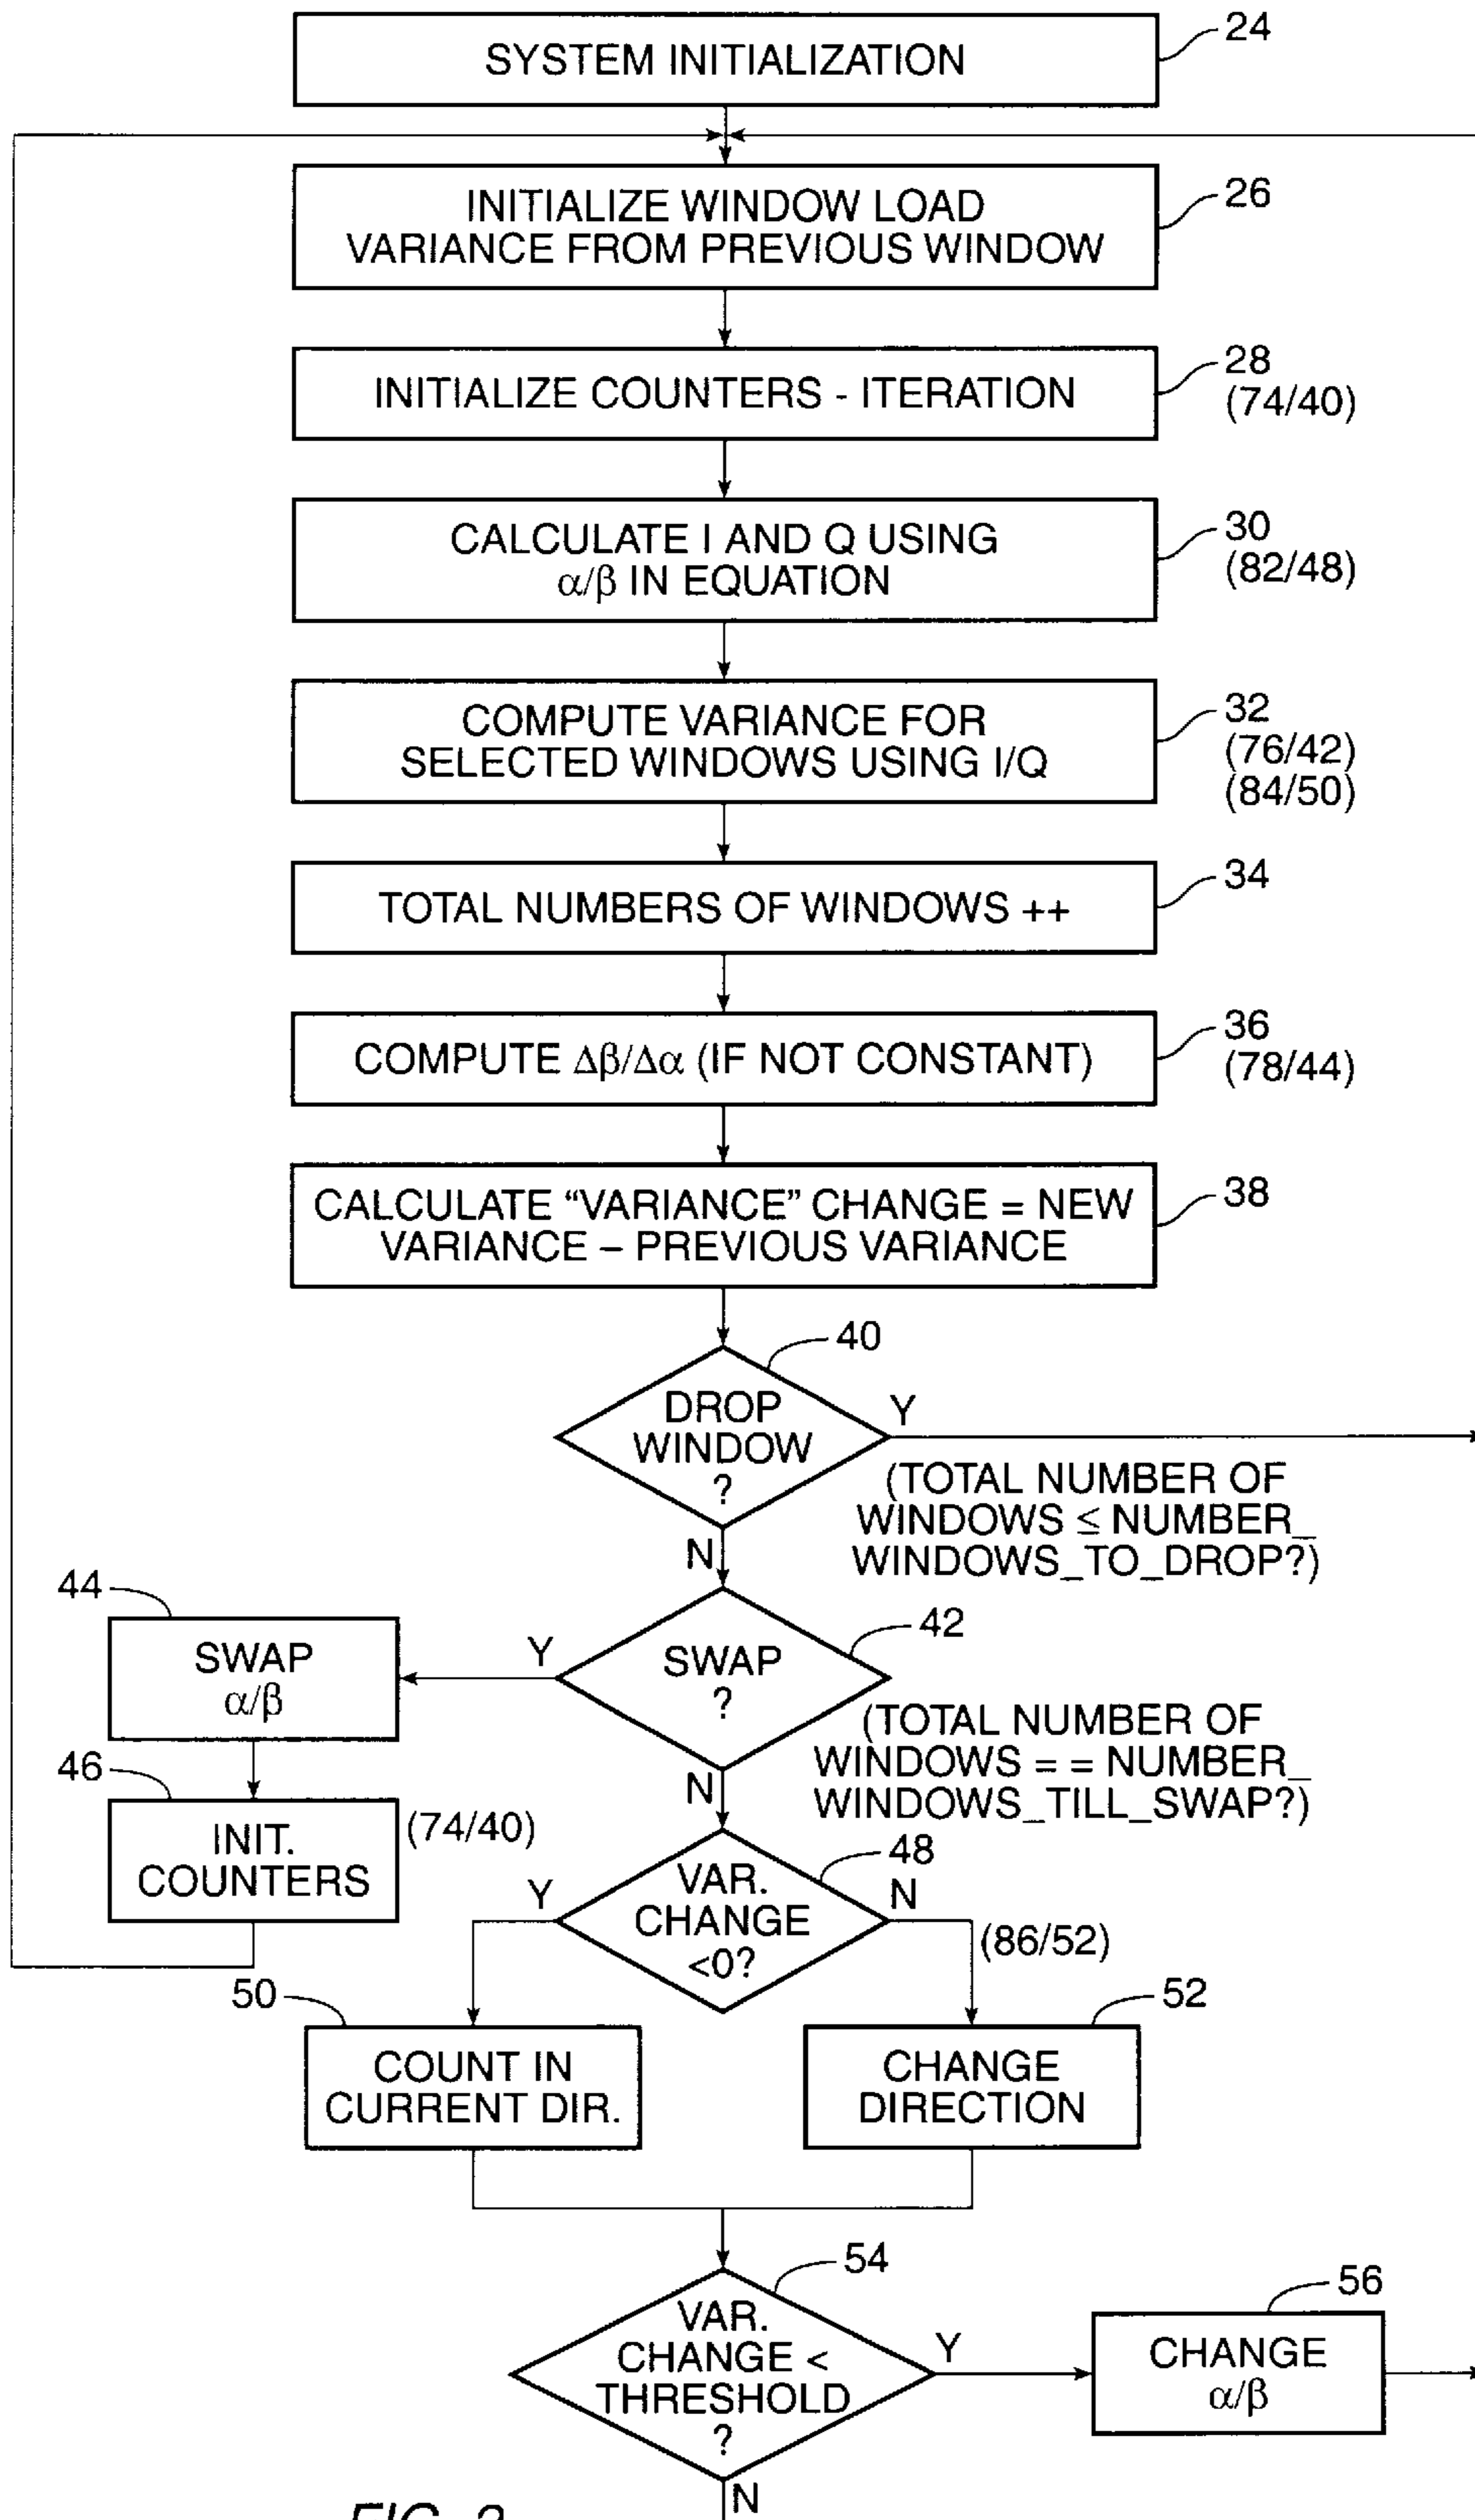 SYSTEM INITIALIZATION
24
INITIALIZE WINDOW LOAD
VARIANCE FROM PREVIOUS WINDOW
26
INITIALIZE COUNTERS - ITERATION
28
(74/40)
CALCULATE I AND Q USING
α/β IN EQUATION
30
(82/48)
COMPUTE VARIANCE FOR
SELECTED WINDOWS USING I/Q
32
(76/42)
(84/50)
TOTAL NUMBERS OF WINDOWS ++
34
COMPUTE Δβ/Δα (IF NOT CONSTANT)
36
(78/44)
CALCULATE “VARIANCE” CHANGE = NEW
VARIANCE – PREVIOUS VARIANCE
38
40
DROP
WINDOW
?
Y
(TOTAL NUMBER OF
WINDOWS ≤ NUMBER_
WINDOWS_TO_DROP?)
N
44
SWAP
α/β
Y
SWAP
?
42
(TOTAL NUMBER OF
WINDOWS = = NUMBER_
WINDOWS_TILL_SWAP?)
N
46
INIT.
COUNTERS
(74/40)
48
VAR.
CHANGE
<0?
Y
N
(86/52)
50
COUNT IN
CURRENT DIR.
52
CHANGE
DIRECTION
54
VAR.
CHANGE <
THRESHOLD
?
Y
56
CHANGE
α/β
N